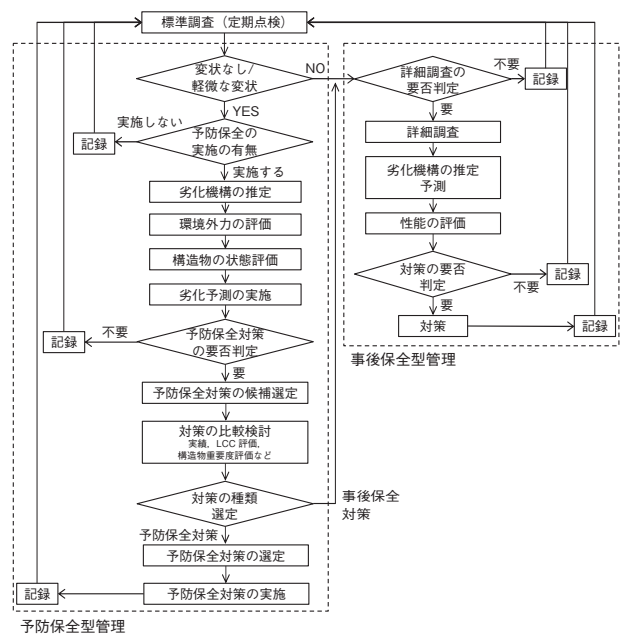 標準調査（定期点検）
変状なし/
軽微な変状
NO
YES
予防保全の
実施の有無
実施しない
記録
実施する
劣化機構の推定
環境外力の評価
構造物の状態評価
劣化予測の実施
予防保全対策
の要否判定
不要
記録
要
予防保全対策の候補選定
対策の比較検討
実績，LCC 評価，
構造物重要度評価など
対策の種類
選定
事後保全
対策
予防保全対策
予防保全対策の選定
予防保全対策の実施
記録
予防保全型管理
詳細調査の
要否判定
不要
記録
要
詳細調査
劣化機構の推定
予測
性能の評価
対策の要否
判定
不要
記録
要
対策
記録
事後保全型管理